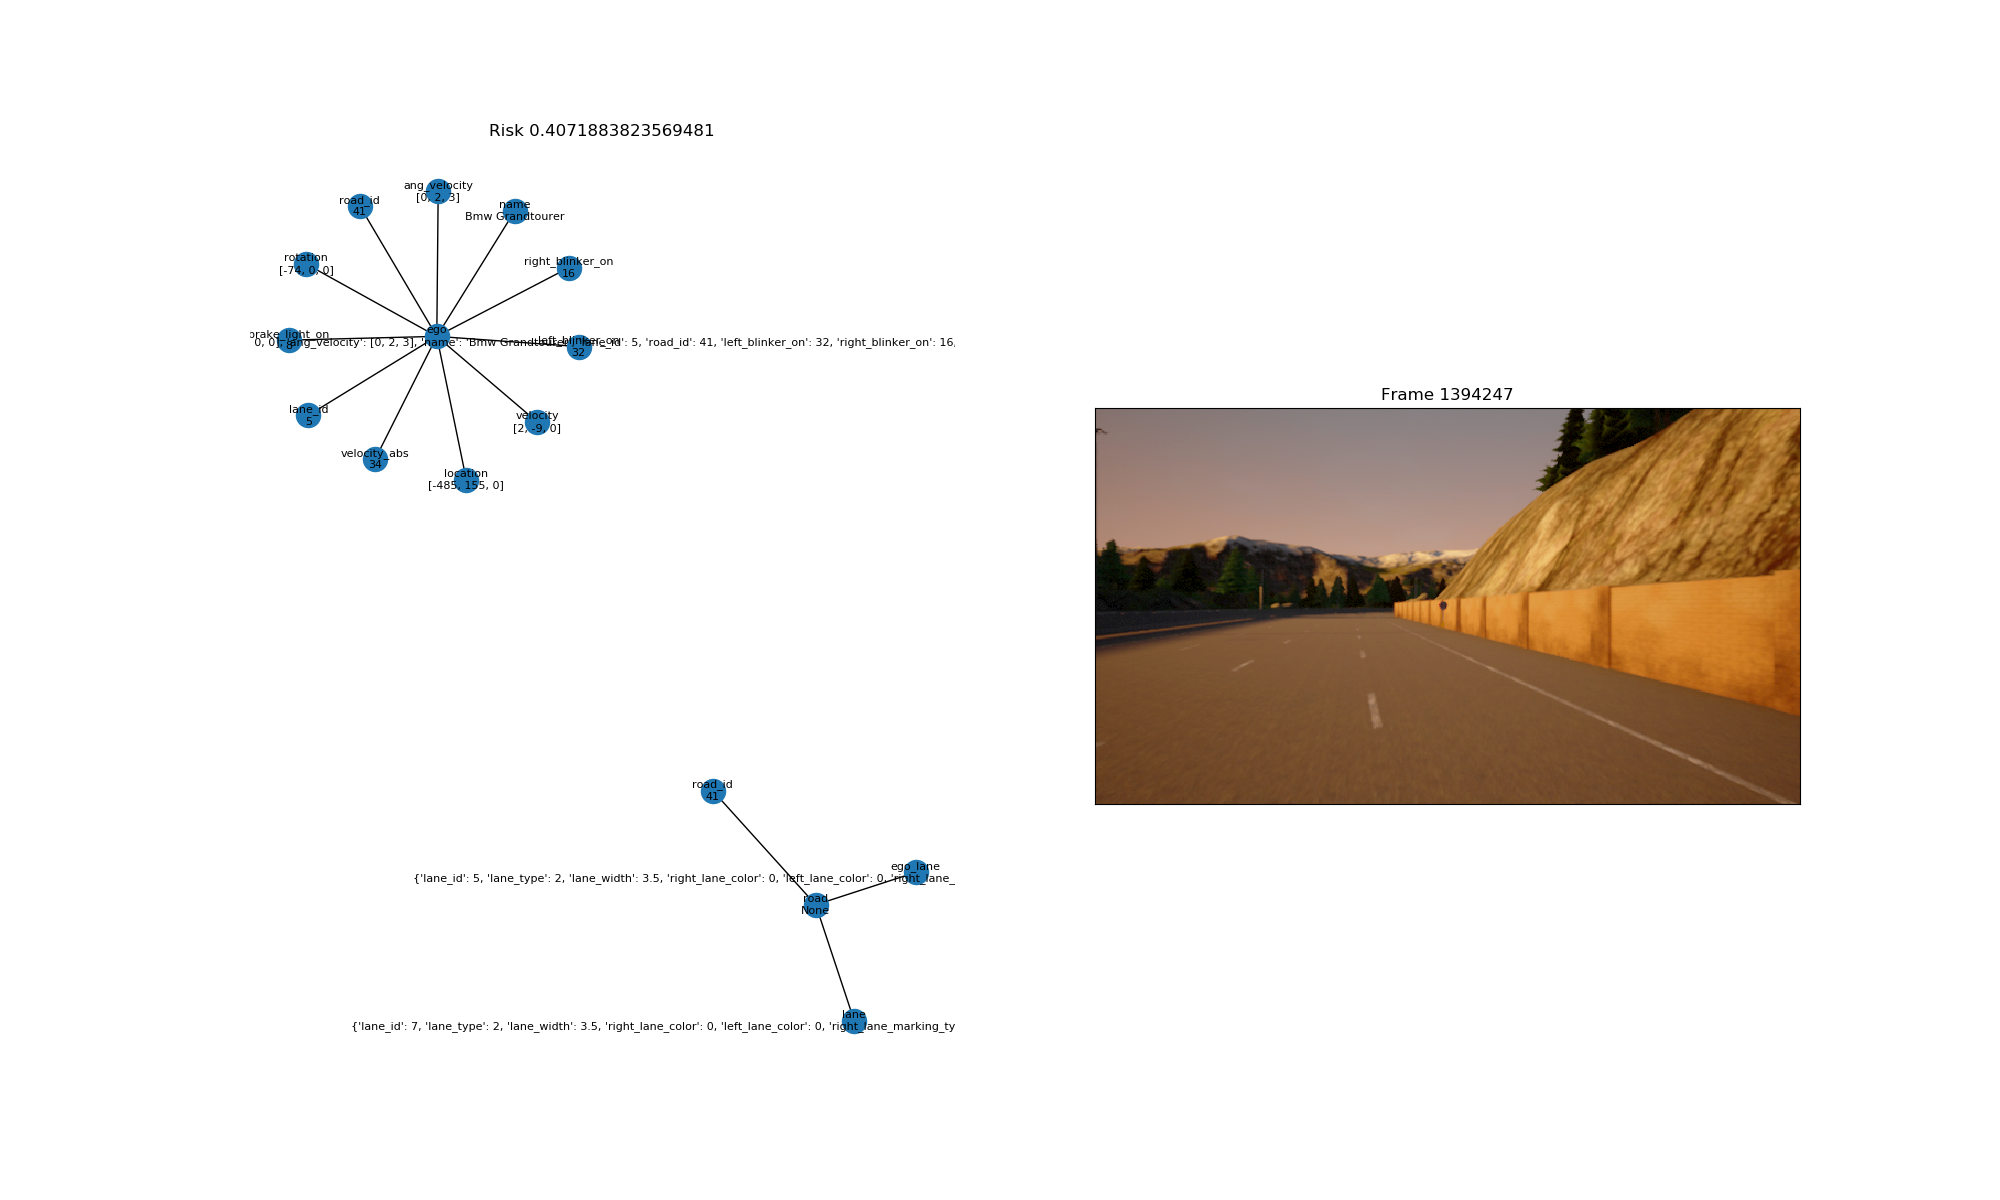 Risk 0.4071883823569481
ang_velocity
[0, 2, 3]
road_id
41
name
Bmw Grandtourer
rotation
[-74, 0, 0]
right_blinker_on
16
brake_light_on
8
ego
0, 0], 'ang_velocity': [0, 2, 3], 'name': 'Bmw Grandtourer', 'lane_id': 5, 'road_id': 41, 'left_blinker_on': 32, 'right_blinker_on': 16,
left_blinker_on
32
lane_id
5
velocity
[2, -9, 0]
velocity_abs
34
location
[-485, 155, 0]
Frame 1394247
road_id
41
ego_lane
{'lane_id': 5, 'lane_type': 2, 'lane_width': 3.5, 'right_lane_color': 0, 'left_lane_color': 0, 'right_lane_
road
None
lane
{'lane_id': 7, 'lane_type': 2, 'lane_width': 3.5, 'right_lane_color': 0, 'left_lane_color': 0, 'right_lane_marking_ty